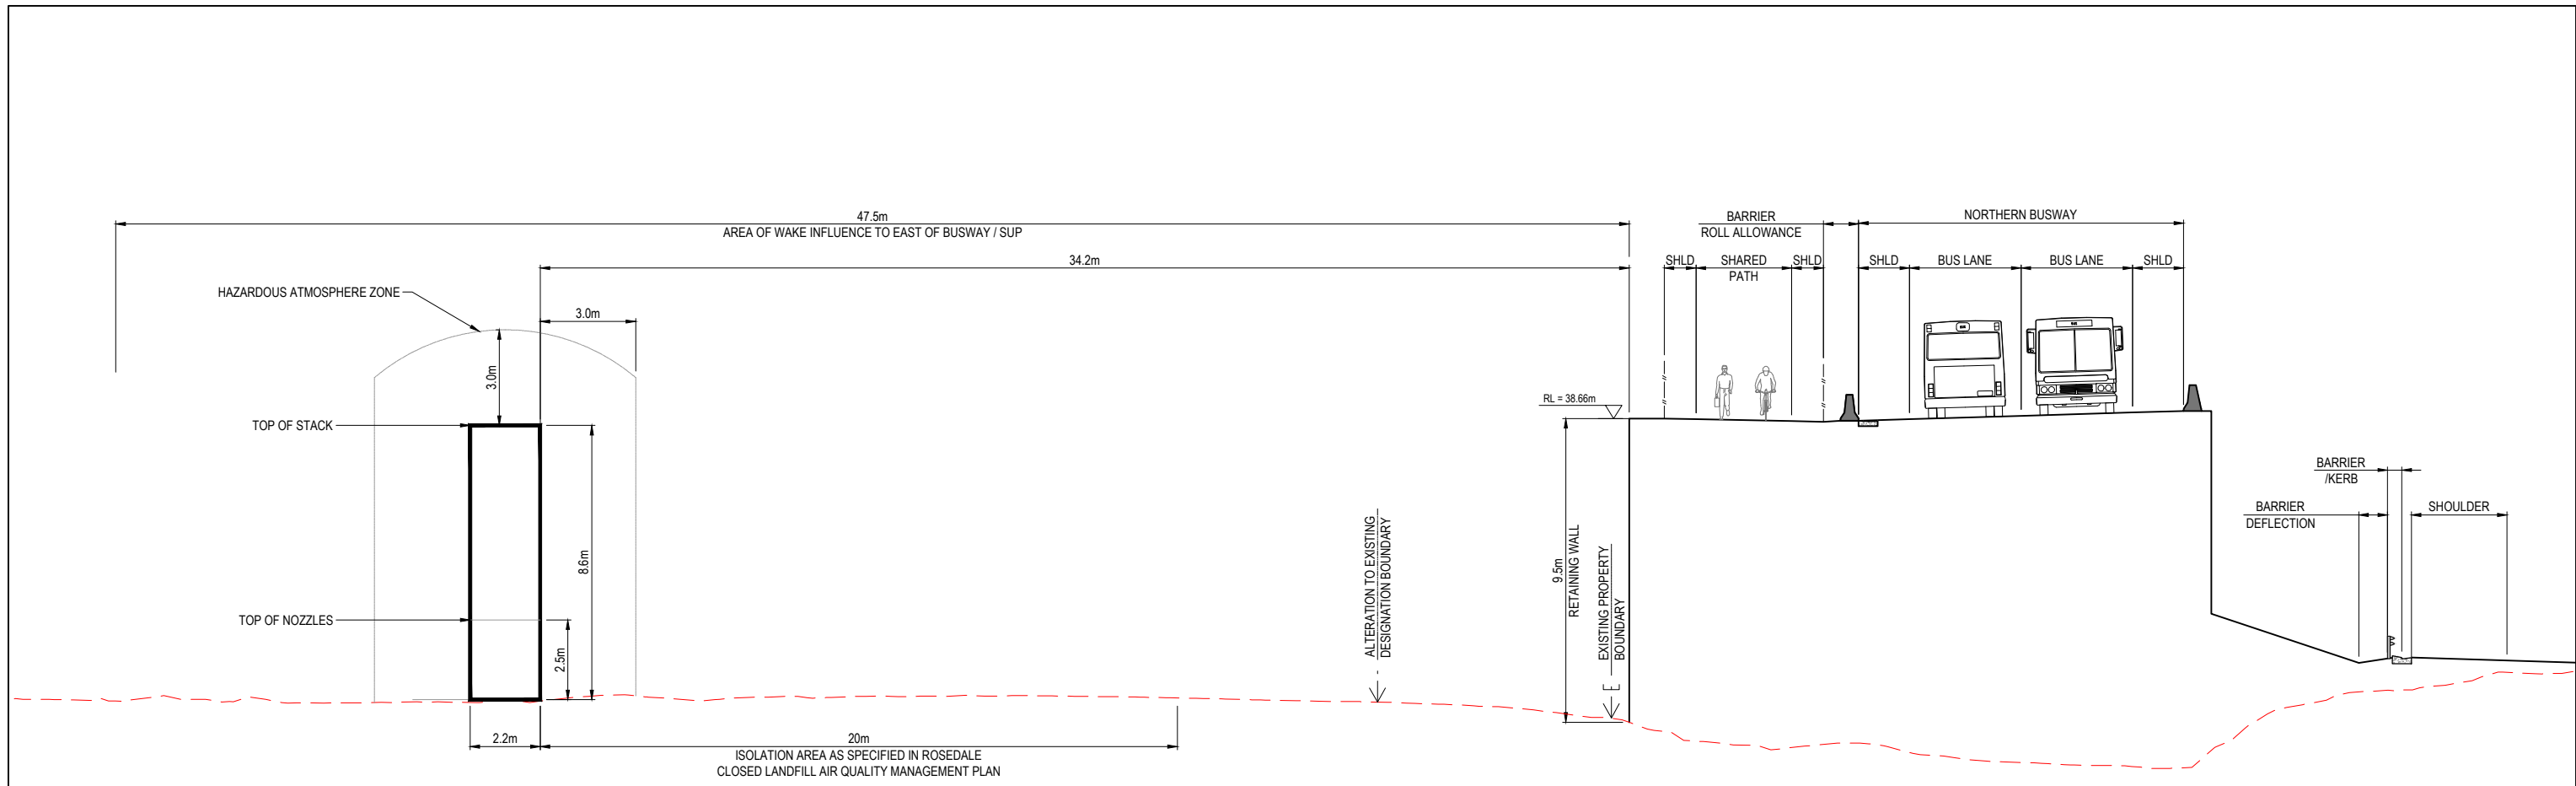 47.5m
AREA OF WAKE INFLUENCE TO EAST OF BUSWAY / SUP
BARRIER
ROLL ALLOWANCE
NORTHERN BUSWAY
34.2m
SHLD
SHARED
PATH
SHLD
SHLD
BUS LANE
BUS LANE
SHLD
HAZARDOUS ATMOSPHERE ZONE
3.0m
3.0m
RL = 38.66m
TOP OF STACK
8.6m
TOP OF NOZZLES
2.5m
ALTERATION TO EXISTING
DESIGNATION BOUNDARY
9.5m
RETAINING WALL
EXISTING PROPERTY
BOUNDARY
BARRIER
/KERB
BARRIER
DEFLECTION
SHOULDER
2.2m
20m
ISOLATION AREA AS SPECIFIED IN ROSEDALE
CLOSED LANDFILL AIR QUALITY MANAGEMENT PLAN